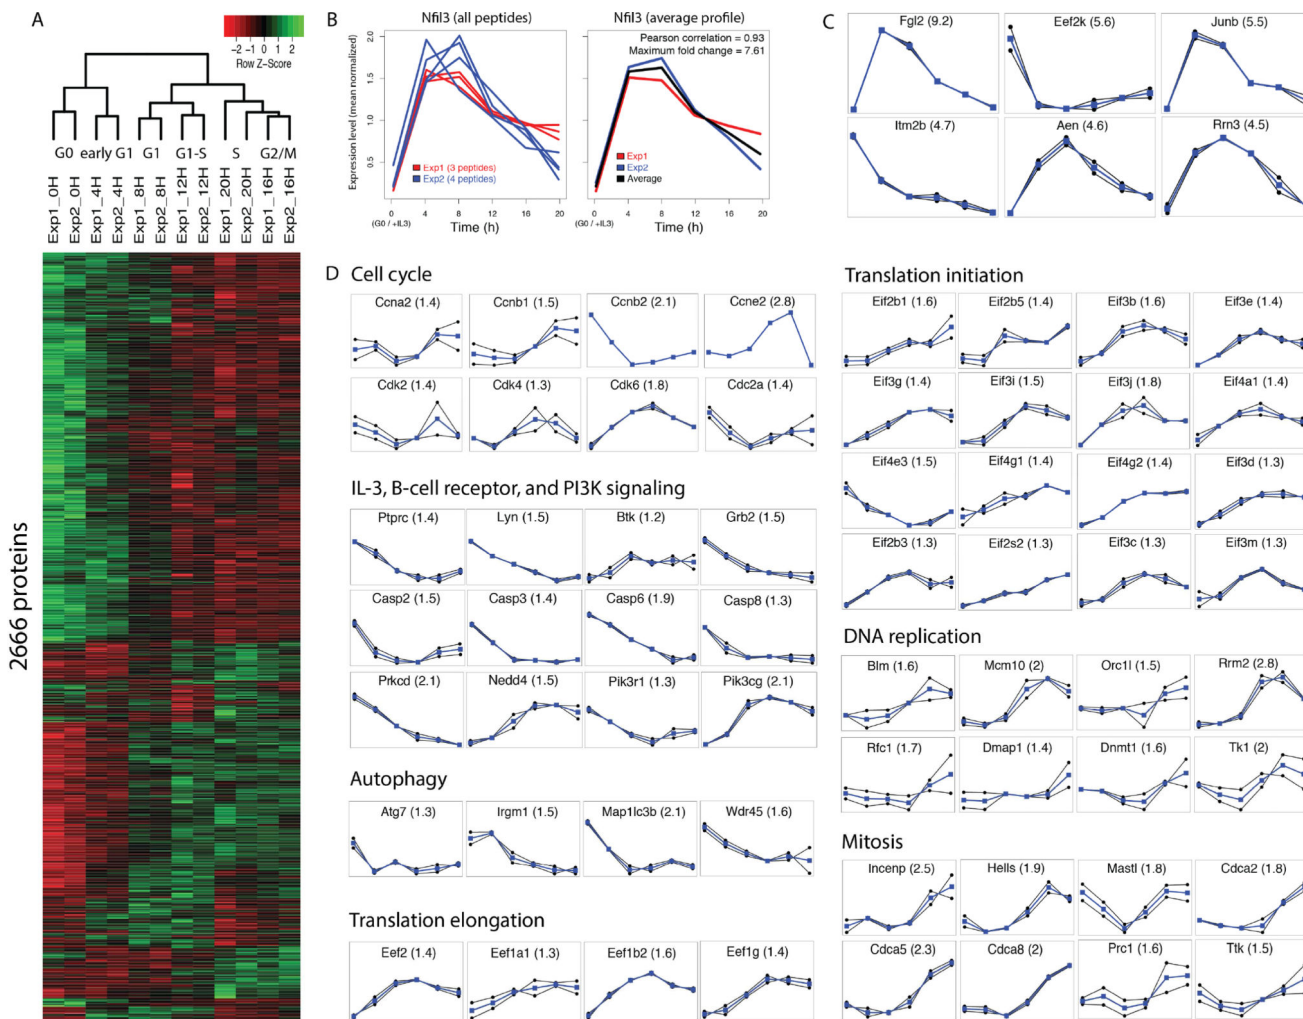 A
-2 -1 0 1 2
Row Z-Score
G0 early G1 G1 G1-S S G2/M
Exp1_0H
Exp2_0H
Exp1_4H
Exp2_4H
Exp1_8H
Exp2_8H
Exp1_12H
Exp2_12H
Exp1_20H
Exp2_20H
Exp1_16H
Exp2_16H
2666 proteins
B
Nfil3 (all peptides)
Expression level (mean normalized)
2.0
1.5
1.0
0.5
Exp1 (3 peptides)
Exp2 (4 peptides)
0 4 8 12 16 20
(G0 / +IL3)
Time (h)
Nfil3 (average profile)
Pearson correlation = 0.93
Maximum fold change = 7.61
Exp1
Exp2
Average
0 4 8 12 16 20
(G0 / +IL3)
Time (h)
C
Fgl2 (9.2) Eef2k (5.6) Junb (5.5)
Itm2b (4.7) Aen (4.6) Rrn3 (4.5)
D
Cell cycle
Ccna2 (1.4) Ccnb1 (1.5) Ccnb2 (2.1) Ccne2 (2.8)
Cdk2 (1.4) Cdk4 (1.3) Cdk6 (1.8) Cdc2a (1.4)
IL-3, B-cell receptor, and PI3K signaling
Ptprc (1.4) Lyn (1.5) Btk (1.2) Grb2 (1.5)
Casp2 (1.5) Casp3 (1.4) Casp6 (1.9) Casp8 (1.3)
Prkcd (2.1) Nedd4 (1.5) Pik3r1 (1.3) Pik3cg (2.1)
Autophagy
Atg7 (1.3) Irgm1 (1.5) Map1lc3b (2.1) Wdr45 (1.6)
Translation elongation
Eef2 (1.4) Eef1a1 (1.3) Eef1b2 (1.6) Eef1g (1.4)
Translation initiation
Eif2b1 (1.6) Eif2b5 (1.4) Eif3b (1.6) Eif3e (1.4)
Eif3g (1.4) Eif3i (1.5) Eif3j (1.8) Eif4a1 (1.4)
Eif4e3 (1.5) Eif4g1 (1.4) Eif4g2 (1.4) Eif3d (1.3)
Eif2b3 (1.3) Eif2s2 (1.3) Eif3c (1.3) Eif3m (1.3)
DNA replication
Blm (1.6) Mcm10 (2) Orc1l (1.5) Rrm2 (2.8)
Rfc1 (1.7) Dmap1 (1.4) Dnmt1 (1.6) Tk1 (2)
Mitosis
Incenp (2.5) Hells (1.9) Mastl (1.8) Cdca2 (1.8)
Cdca5 (2.3) Cdca8 (2) Prc1 (1.6) Ttk (1.5)